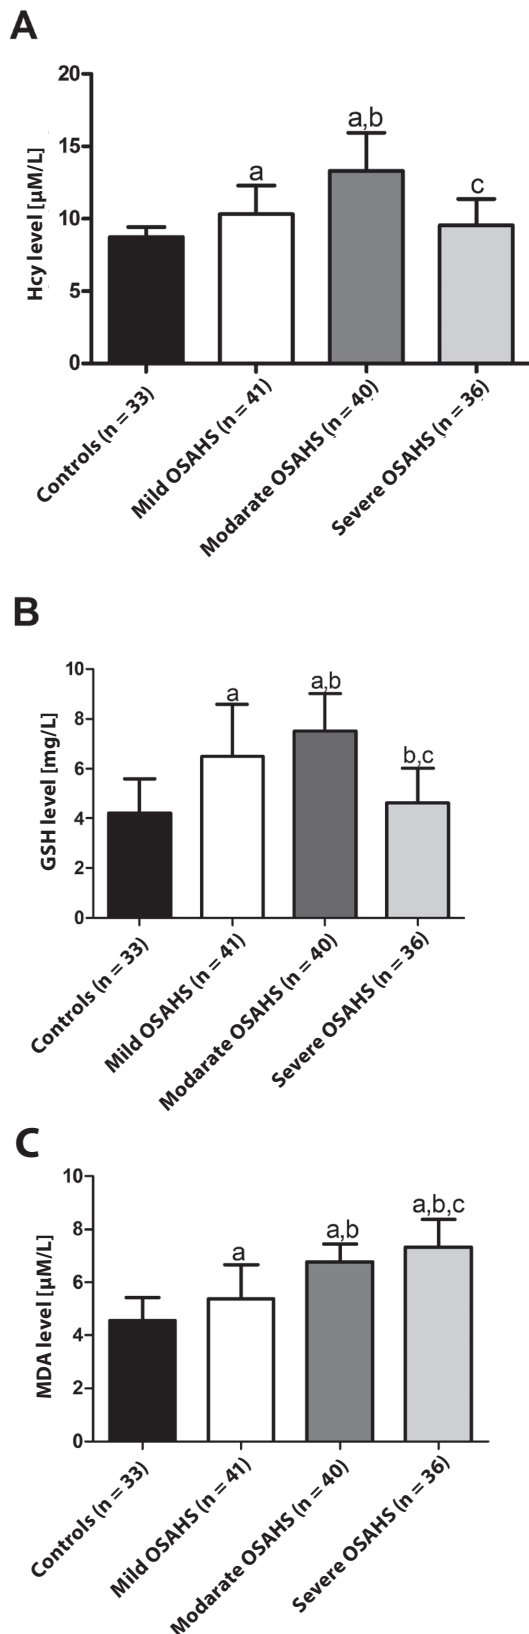 A
Hcy level [µM/L]
20
15
10
5
0
a
a,b
c
Controls (n = 33)
Mild OSAHS (n = 41)
Modarate OSAHS (n = 40)
Severe OSAHS (n = 36)
B
GSH level [mg/L]
10
8
6
4
2
0
a
a,b
b,c
Controls (n = 33)
Mild OSAHS (n = 41)
Modarate OSAHS (n = 40)
Severe OSAHS (n = 36)
C
MDA level [µM/L]
10
8
6
4
2
0
a
a,b
a,b,c
Controls (n = 33)
Mild OSAHS (n = 41)
Modarate OSAHS (n = 40)
Severe OSAHS (n = 36)